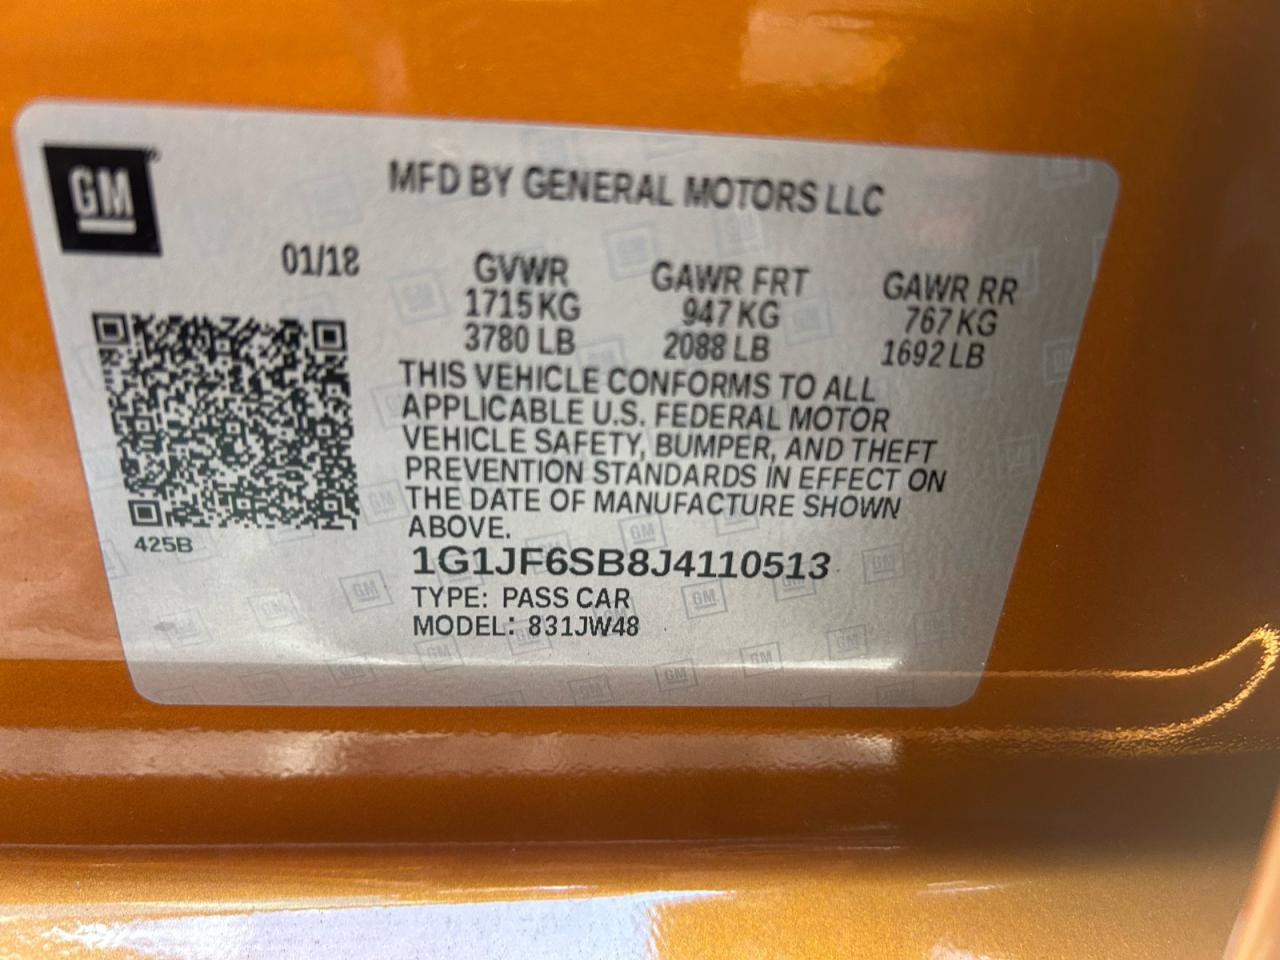 GM
MFD BY GENERAL MOTORS LLC
01/18
GVWR GAWR FRT GAWR RR
1715 KG 947 KG 767 KG
3780 LB 2088 LB 1692 LB
THIS VEHICLE CONFORMS TO ALL
APPLICABLE U.S. FEDERAL MOTOR
VEHICLE SAFETY, BUMPER, AND THEFT
PREVENTION STANDARDS IN EFFECT ON
THE DATE OF MANUFACTURE SHOWN
ABOVE.
425B
1G1JF6SB8J4110513
TYPE: PASS CAR
MODEL: 831JW48